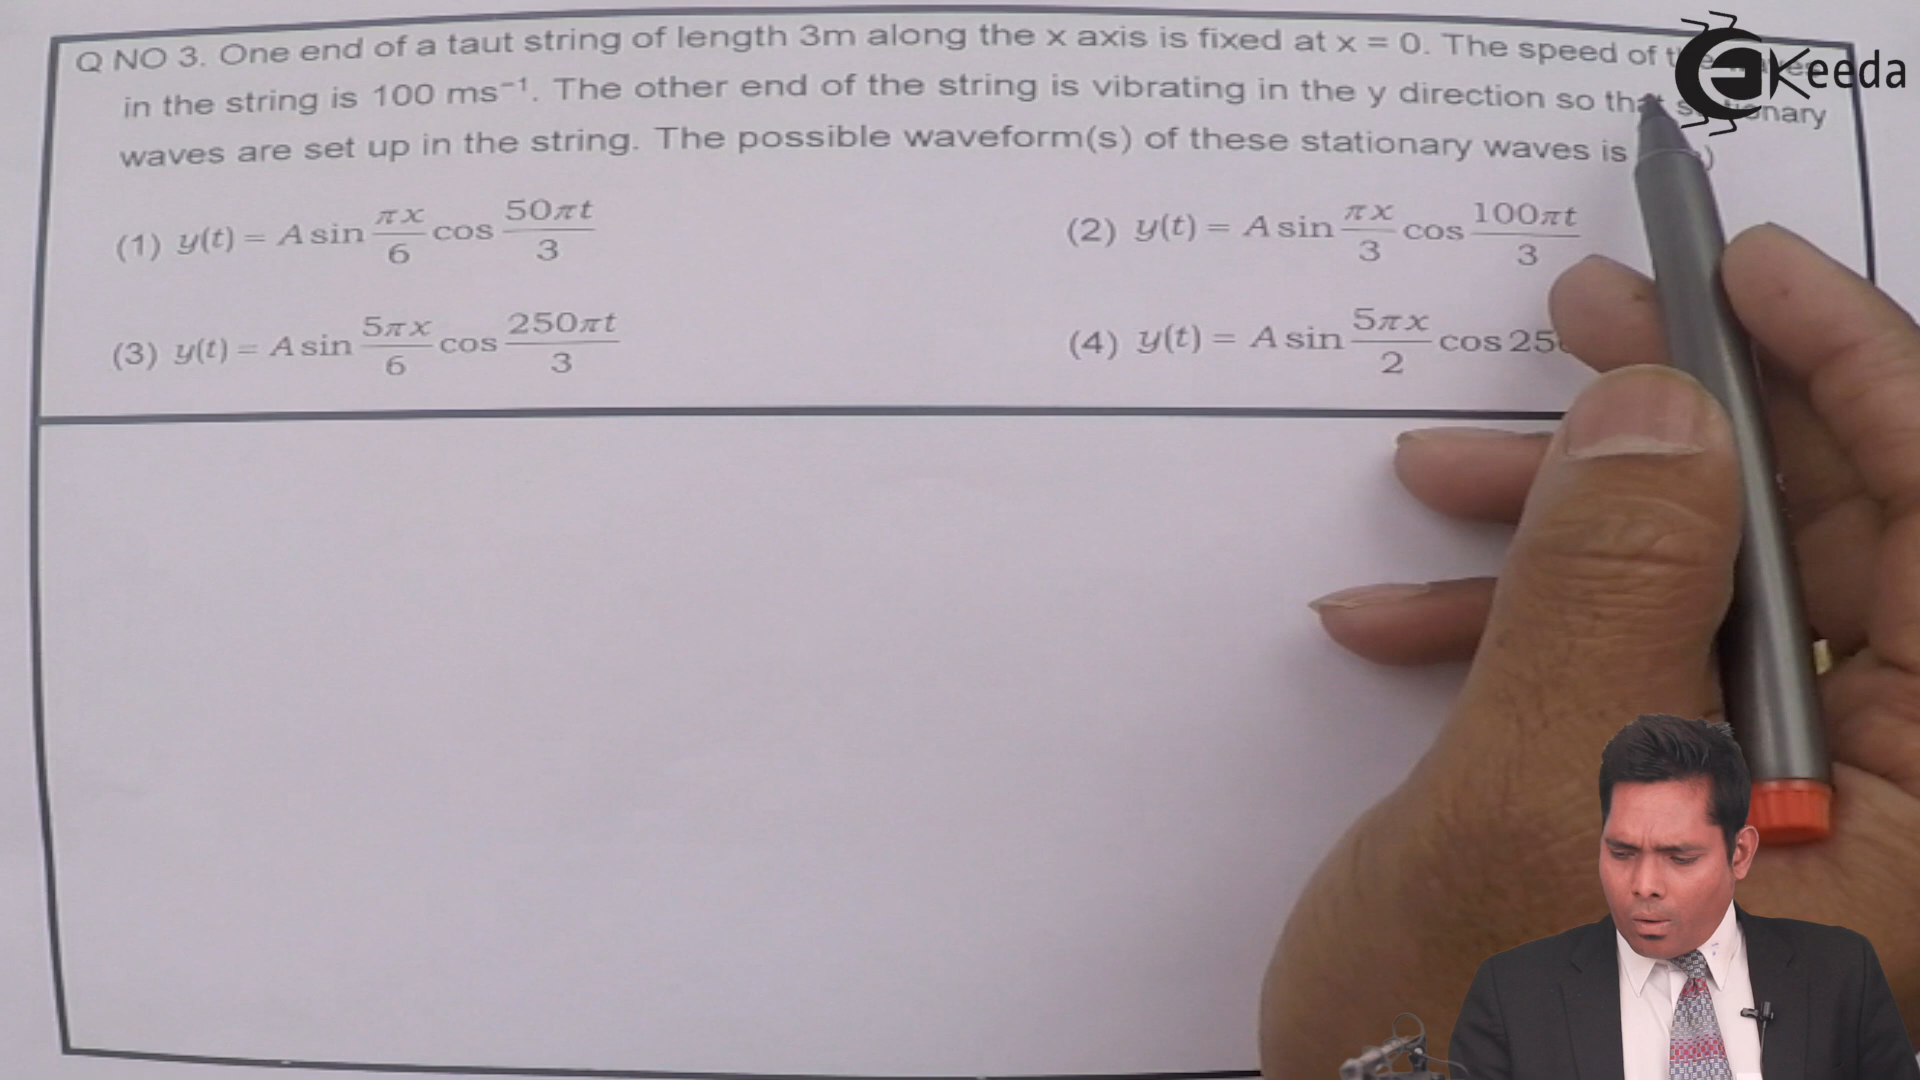 Q NO 3. One end of a taut string of length 3m along the x axis is fixed at x = 0. The speed of
in the string is 100 ms⁻¹. The other end of the string is vibrating in the y direction so that
waves are set up in the string. The possible waveform(s) of these stationary waves is
(1) y(t) = A sin πx/6 cos 50πt/3
(2) y(t) = A sin πx/3 cos 100πt/3
(3) y(t) = A sin 5πx/6 cos 250πt/3
(4) y(t) = A sin 5πx/2 cos
Keeda